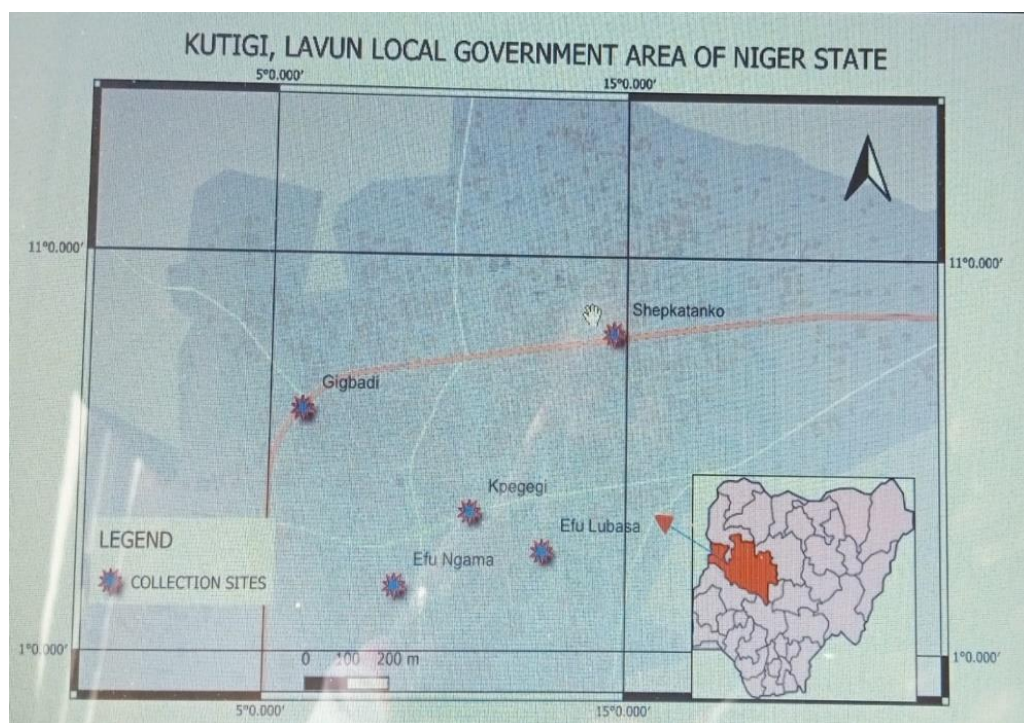 KUTIGI, LAVUN LOCAL GOVERNMENT AREA OF NIGER STATE
5°0.000'
15°0.000'
11°0.000'
11°0.000'
Shepkatanko
Gigbadi
Kpegegi
Efu Lubasa
Efu Ngama
LEGEND
COLLECTION SITES
1°0.000'
1°0.000'
0 100 200 m
5°0.000'
15°0.000'